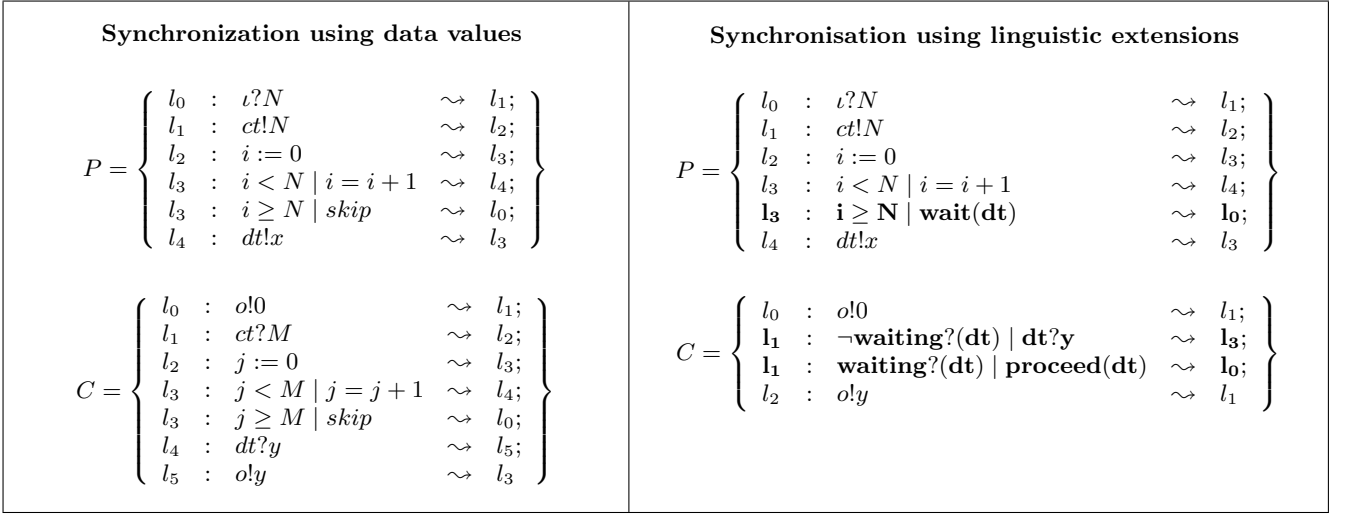 Synchronization using data values
P = { l₀ : ι?N ⇝ l₁;
l₁ : ct!N ⇝ l₂;
l₂ : i := 0 ⇝ l₃;
l₃ : i < N | i = i + 1 ⇝ l₄;
l₃ : i ≥ N | skip ⇝ l₀;
l₄ : dt!x ⇝ l₃ }
C = { l₀ : o!0 ⇝ l₁;
l₁ : ct?M ⇝ l₂;
l₂ : j := 0 ⇝ l₃;
l₃ : j < M | j = j + 1 ⇝ l₄;
l₃ : j ≥ M | skip ⇝ l₀;
l₄ : dt?y ⇝ l₅;
l₅ : o!y ⇝ l₃ }
Synchronisation using linguistic extensions
P = { l₀ : ι?N ⇝ l₁;
l₁ : ct!N ⇝ l₂;
l₂ : i := 0 ⇝ l₃;
l₃ : i < N | i = i + 1 ⇝ l₄;
l₃ : i ≥ N | wait(dt) ⇝ l₀;
l₄ : dt!x ⇝ l₃ }
C = { l₀ : o!0 ⇝ l₁;
l₁ : ¬waiting?(dt) | dt?y ⇝ l₃;
l₁ : waiting?(dt) | proceed(dt) ⇝ l₀;
l₂ : o!y ⇝ l₁ }